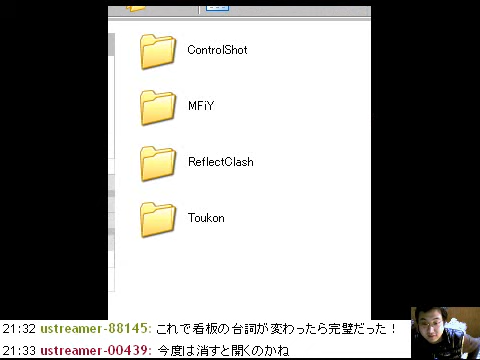 ControlShot
MFiY
ReflectClash
Toukon
21:32 ustreamer-88145: これで看板の台詞が変わったら完璧だった!
21:33 ustreamer-00439: 今度は消すと開くのかね